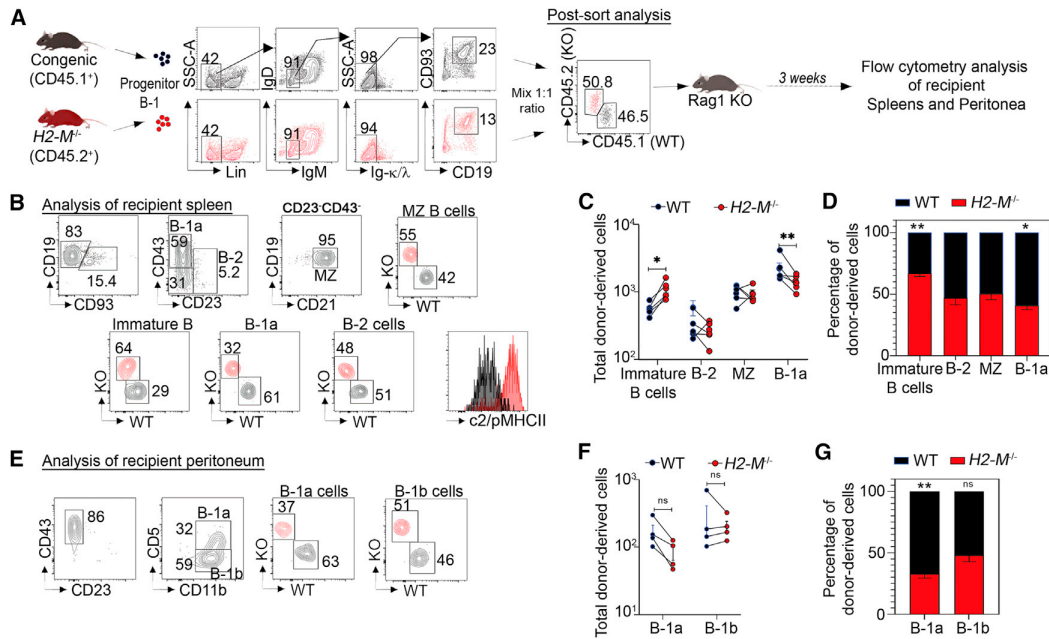 A
Congenic
(CD45.1+)
H2-M-/-
(CD45.2+)
Progenitor
B-1
SSC-A
42
IgD
91
SSC-A
98
CD93
23
42
91
94
13
Lin
IgM
Ig-κ/λ
CD19
Mix 1:1
ratio
Post-sort analysis
CD45.2 (KO)
50.8
46.5
CD45.1 (WT)
Rag1 KO
3 weeks
Flow cytometry analysis
of recipient
Spleens and Peritonea
B
Analysis of recipient spleen
CD19
83
15.4
CD93
CD43
B-1a
59
31
B-2
5.2
CD23
CD23-CD43-
CD19
95
MZ
CD21
MZ B cells
KO
55
42
WT
Immature B
KO
64
29
WT
B-1a
KO
32
61
WT
B-2 cells
KO
48
51
WT
c2/pMHCII
C
WT
H2-M-/-
Total donor-derived cells
10^4
10^3
10^2
*
**
Immature
B cells
B-2
MZ
B-1a
D
WT
H2-M-/-
Percentage of
donor-derived cells
100
50
0
**
*
Immature
B cells
B-2
MZ
B-1a
E
Analysis of recipient peritoneum
CD43
86
CD23
CD5
B-1a
32
59
B-1b
CD11b
B-1a cells
KO
37
63
WT
B-1b cells
KO
51
46
WT
F
WT
H2-M-/-
Total donor-derived cells
10^3
10^2
10^1
ns
ns
B-1a
B-1b
G
WT
H2-M-/-
Percentage of
donor-derived cells
100
50
0
**
ns
B-1a
B-1b